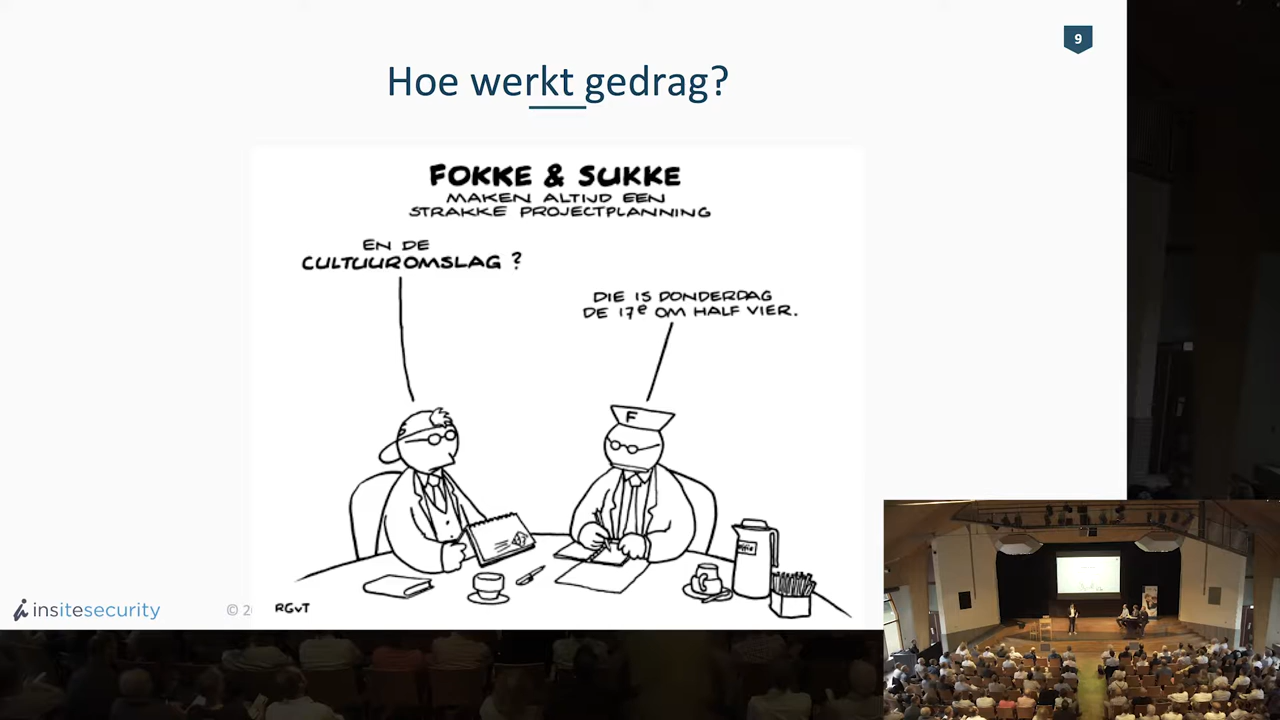 9
Hoe werkt gedrag?
FOKKE & SUKKE
MAKEN ALTIJD EEN
STRAKKE PROJECTPLANNING
EN DE
CULTUUROMSLAG ?
DIE IS DONDERDAG
DE 17e OM HALF VIER.
F
insitesecurity
©
RGvT